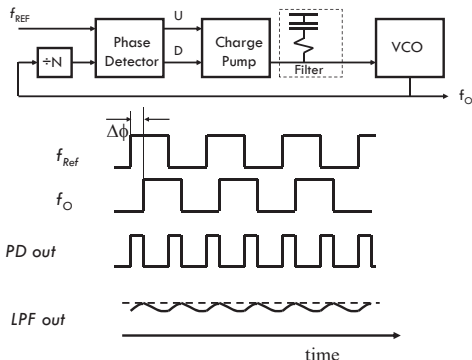 f_REF
U
Phase Detector
D
Charge Pump
÷N
Filter
VCO
f_O
Δϕ
f_Ref
f_O
PD out
LPF out
time